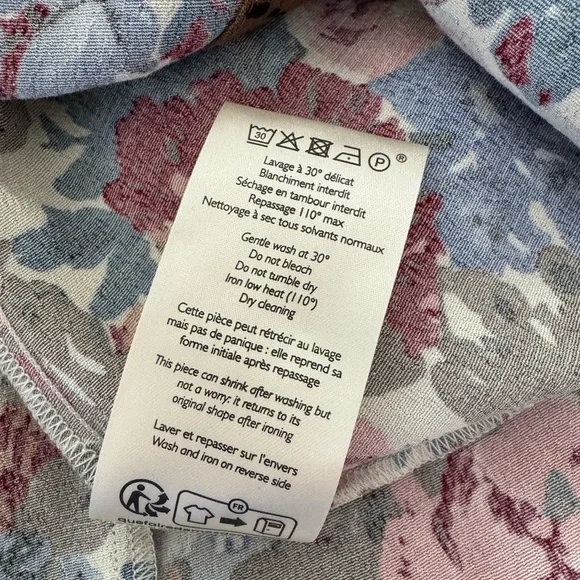 30 P ®
Lavage à 30° délicat
Blanchiment interdit
Séchage en tambour interdit
Repassage 110° max
Nettoyage à sec tous solvants normaux
Gentle wash at 30°
Do not bleach
Do not tumble dry
Iron low heat (110°)
Dry cleaning
Cette pièce peut rétrécir au lavage
mais pas de panique : elle reprend sa
forme initiale après repassage
This piece can shrink after washing but
not a worry: it returns to its
original shape after ironing
Laver et repasser sur l'envers
Wash and iron on reverse side
FR